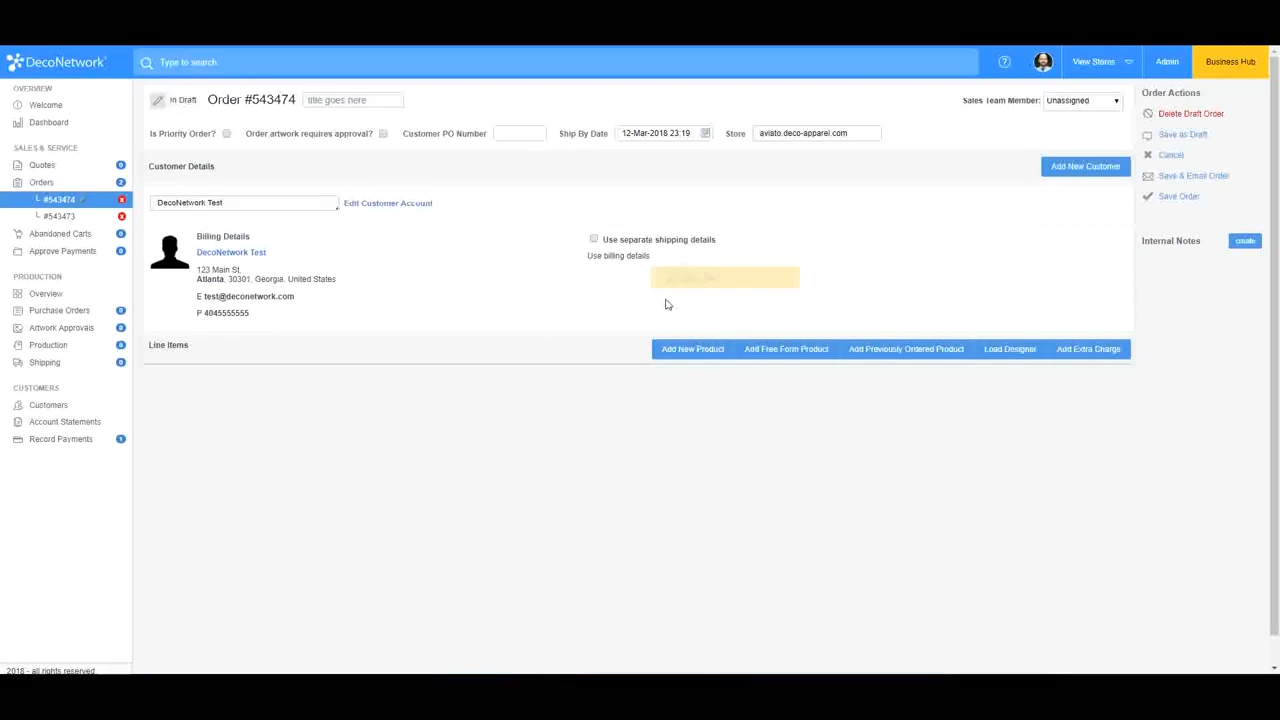 DecoNetwork
Type to search.
View Stores
Admin
Business Hub
OVERVIEW
Welcome
Dashboard
SALES & SERVICE
Quotes 0
Orders 2
#543474 x
#543473 x
Abandoned Carts 0
Approve Payments 0
PRODUCTION
Overview
Purchase Orders 0
Artwork Approvals 0
Production
Shipping
CUSTOMERS
Customers
Account Statements
Record Payments 1
2018 - all rights reserved
In Draft Order #543474 title goes here
Sales Team Member: Unassigned
Is Priority Order? Order artwork requires approval? Customer PO Number Ship By Date 12-Mar-2018 23:19 Store aviato.deco-apparel.com
Customer Details
Add New Customer
DecoNetwork Test
Edit Customer Account
Billing Details
DecoNetwork Test
123 Main St,
Atlanta, 30301, Georgia, United States
E test@deconetwork.com
P 4045555555
Use separate shipping details
Use billing details
Line Items
Add New Product Add Free Form Product Add Previously Ordered Product Load Designer Add Extra Charge
Order Actions
Delete Draft Order
Save as Draft
Cancel
Save & Email Order
Save Order
Internal Notes create